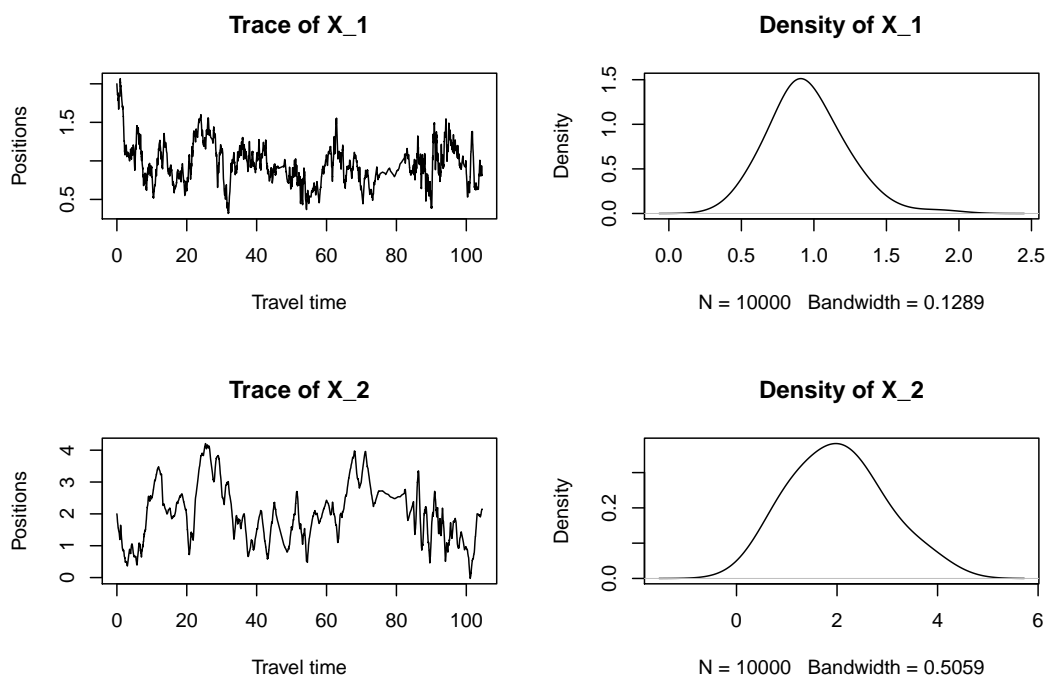 Trace of X_1
Positions
0.5 1.5
0 20 40 60 80 100
Travel time
Density of X_1
Density
0.0 0.5 1.0 1.5
0.0 0.5 1.0 1.5 2.0 2.5
N = 10000 Bandwidth = 0.1289
Trace of X_2
Positions
0 1 2 3 4
0 20 40 60 80 100
Travel time
Density of X_2
Density
0.0 0.2
0 2 4 6
N = 10000 Bandwidth = 0.5059